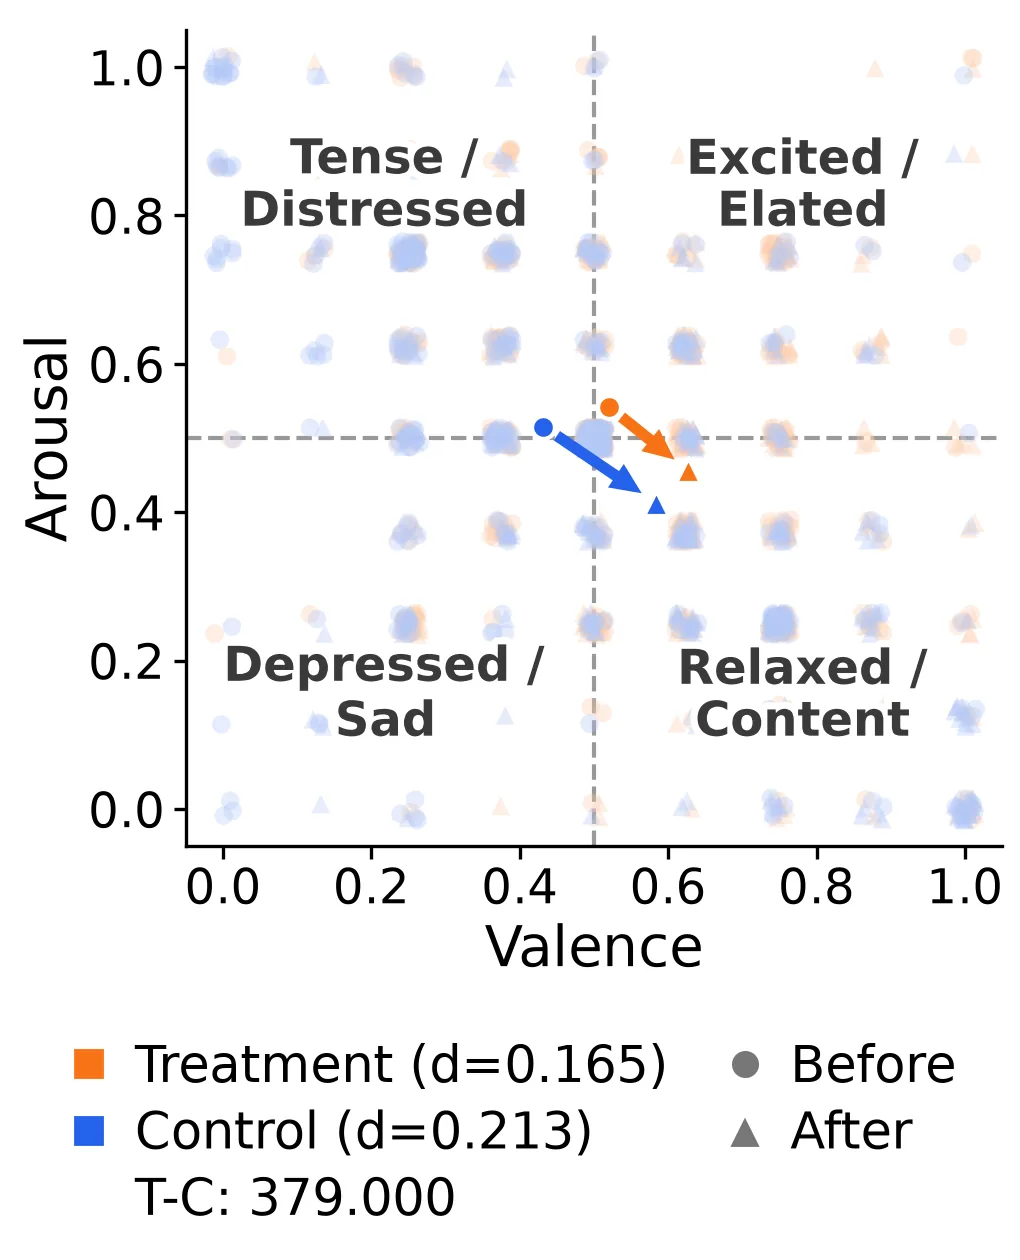 1.0
0.8
0.6
0.4
0.2
0.0
Arousal
Tense /
Distressed
Excited /
Elated
Depressed /
Sad
Relaxed /
Content
0.0 0.2 0.4 0.6 0.8 1.0
Valence
Treatment (d=0.165)
Control (d=0.213)
T-C: 379.000
Before
After